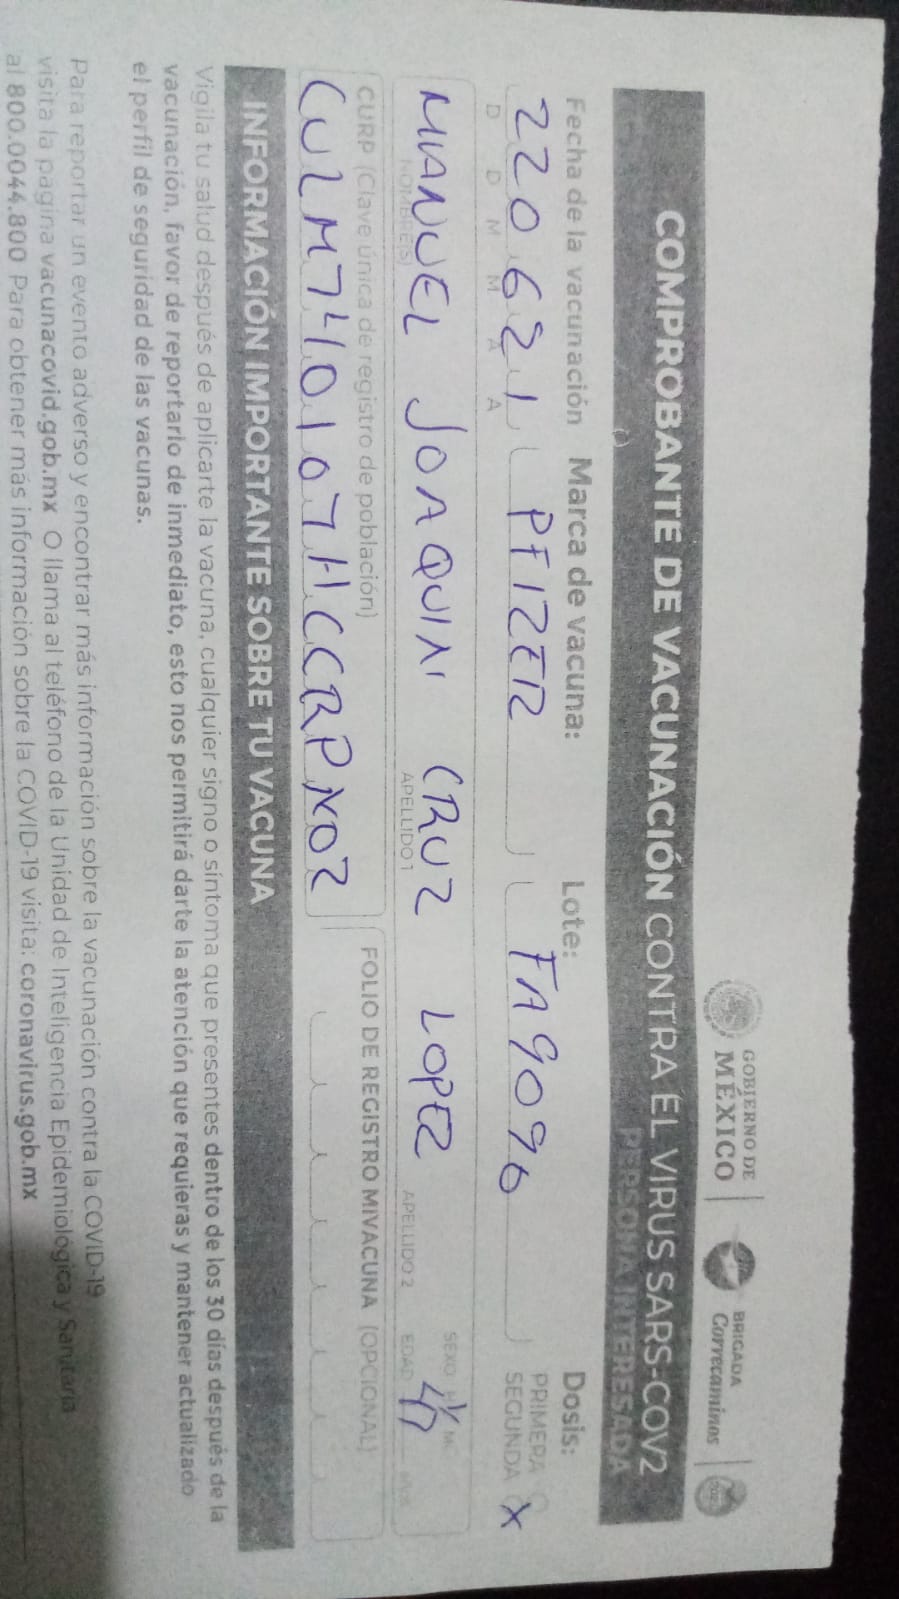 GOBIERNO DE
MÉXICO
BRIGADA
Correcaminos
COMPROBANTE DE VACUNACIÓN CONTRA EL VIRUS SARS-COV2
PERSONA INTERESADA
Fecha de la vacunación Marca de vacuna: Lote: Dosis:
220621 PFIZER FA9096 PRIMERA
D D M M A A SEGUNDA X
MANUEL JOAQUIN CRUZ LOPEZ SEXO
NOMBRE(S) APELLIDO 1 APELLIDO 2 EDAD 47
CURP (Clave única de registro de población) FOLIO DE REGISTRO MIVACUNA (OPCIONAL)
INFORMACIÓN IMPORTANTE SOBRE TU VACUNA
Vigila tu salud después de aplicarte la vacuna, cualquier signo o síntoma que presentes dentro de los 30 días después de la
vacunación, favor de reportarlo de inmediato, esto nos permitirá darte la atención que requieras y mantener actualizado
el perfil de seguridad de las vacunas.
Para reportar un evento adverso y encontrar más información sobre la vacunación contra la COVID-19
visita la pagina vacunacovid.gob.mx O llama al teléfono de la Unidad de Inteligencia Epidemiológica y Sanitaria
al 800.0044.800 Para obtener más información sobre la COVID-19 visita: coronavirus.gob.mx